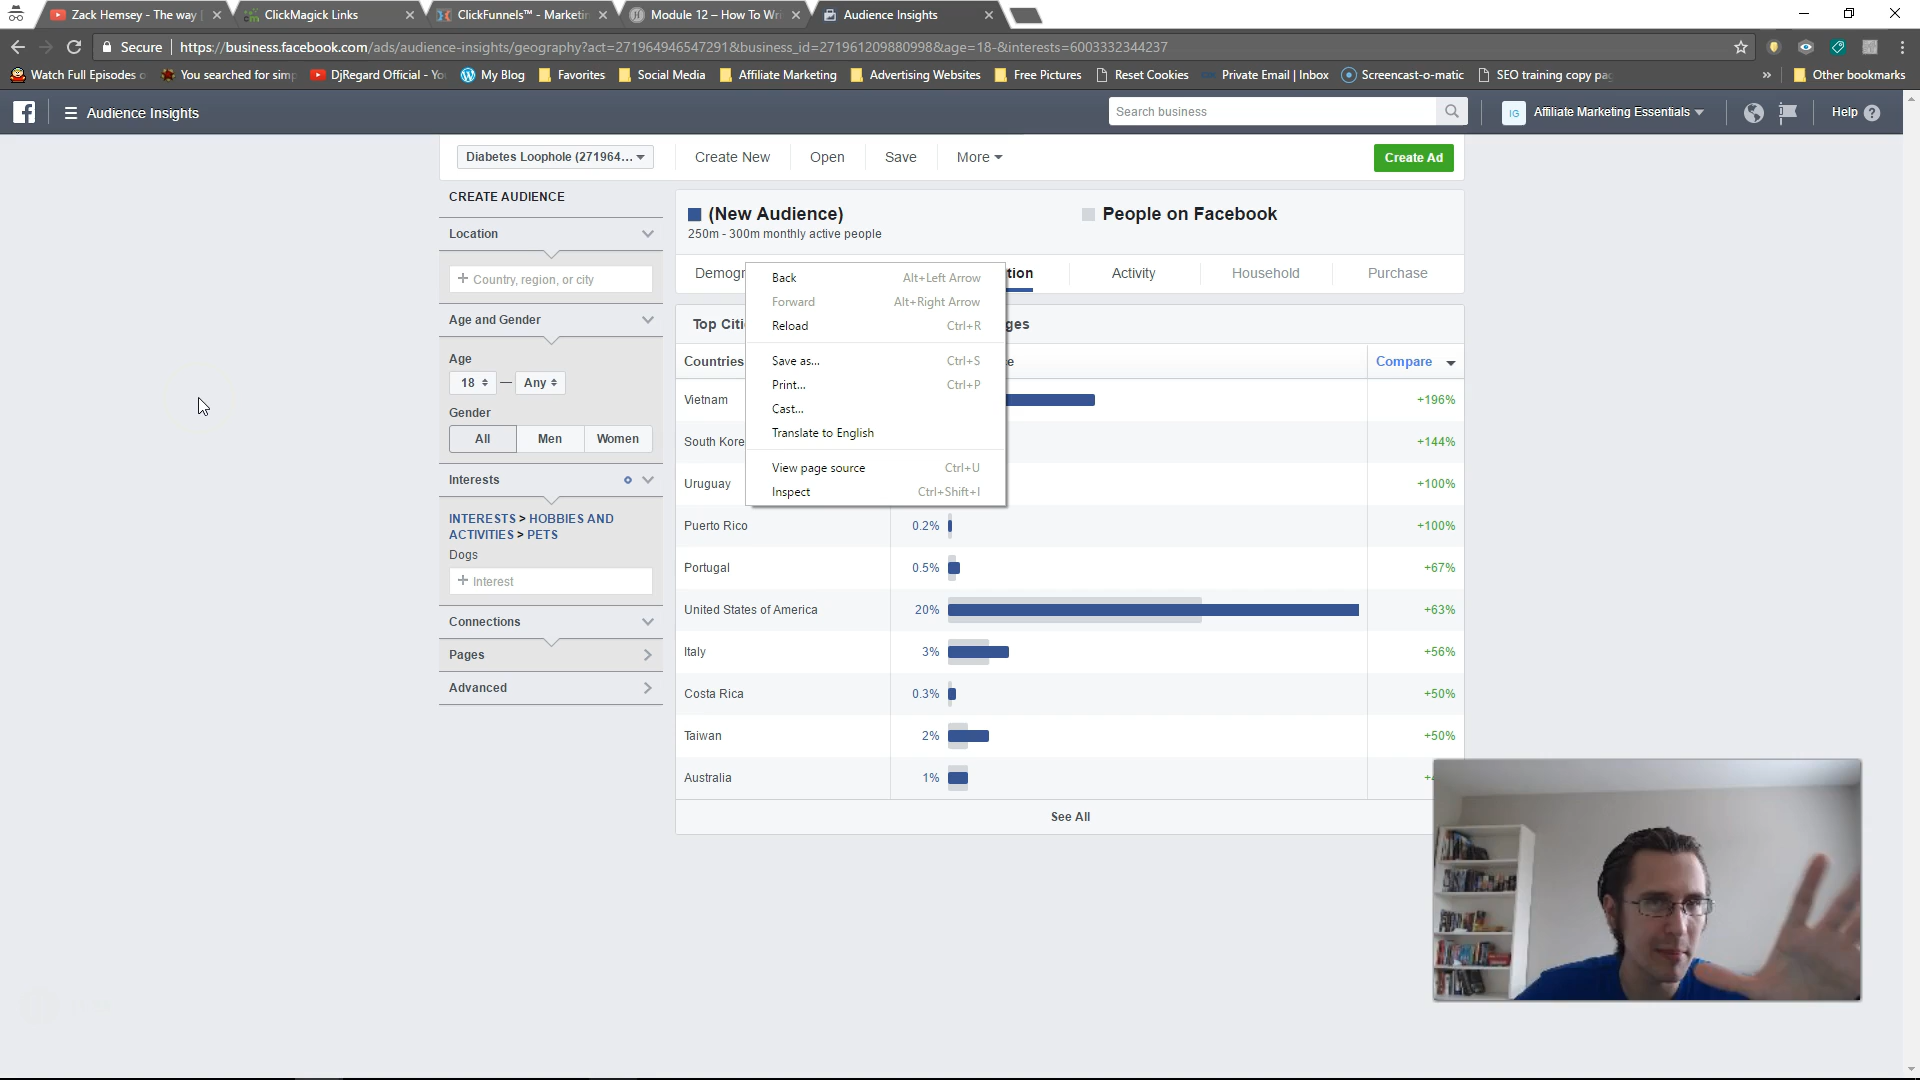 Zack Hemsey - The way
ClickMagick Links
ClickFunnels™ - Marketin
Module 12 – How To Wri
Audience Insights
Secure
https://business.facebook.com/ads/audience-insights/geography?act=271964946547291&business_id=2719612098809988&age=18-&interests=6003332344237
Watch Full Episodes o
You searched for simp
DjRegard Official - Yo
My Blog
Favorites
Social Media
Affiliate Marketing
Advertising Websites
Free Pictures
Reset Cookies
Private Email | Inbox
Screencast-o-matic
SEO training copy pag
»
Other bookmarks
Audience Insights
Search business
IG
Affiliate Marketing Essentials
Help
Diabetes Loophole (271964...
Create New
Open
Save
More
Create Ad
CREATE AUDIENCE
Location
+ Country, region, or city
Age and Gender
Age
18 — Any
Gender
All Men Women
Interests
INTERESTS > HOBBIES AND
ACTIVITIES > PETS
Dogs
+ Interest
Connections
Pages
Advanced
(New Audience)
250m - 300m monthly active people
People on Facebook
Demogr
tion
Activity
Household
Purchase
Back Alt+Left Arrow
Forward Alt+Right Arrow
Reload Ctrl+R
Save as... Ctrl+S
Print... Ctrl+P
Cast...
Translate to English
View page source Ctrl+U
Inspect Ctrl+Shift+I
Top Citi
ges
Countries
e
Compare
Vietnam +196%
South Kore +144%
Uruguay +100%
Puerto Rico 0.2% +100%
Portugal 0.5% +67%
United States of America 20% +63%
Italy 3% +56%
Costa Rica 0.3% +50%
Taiwan 2% +50%
Australia 1%
See All